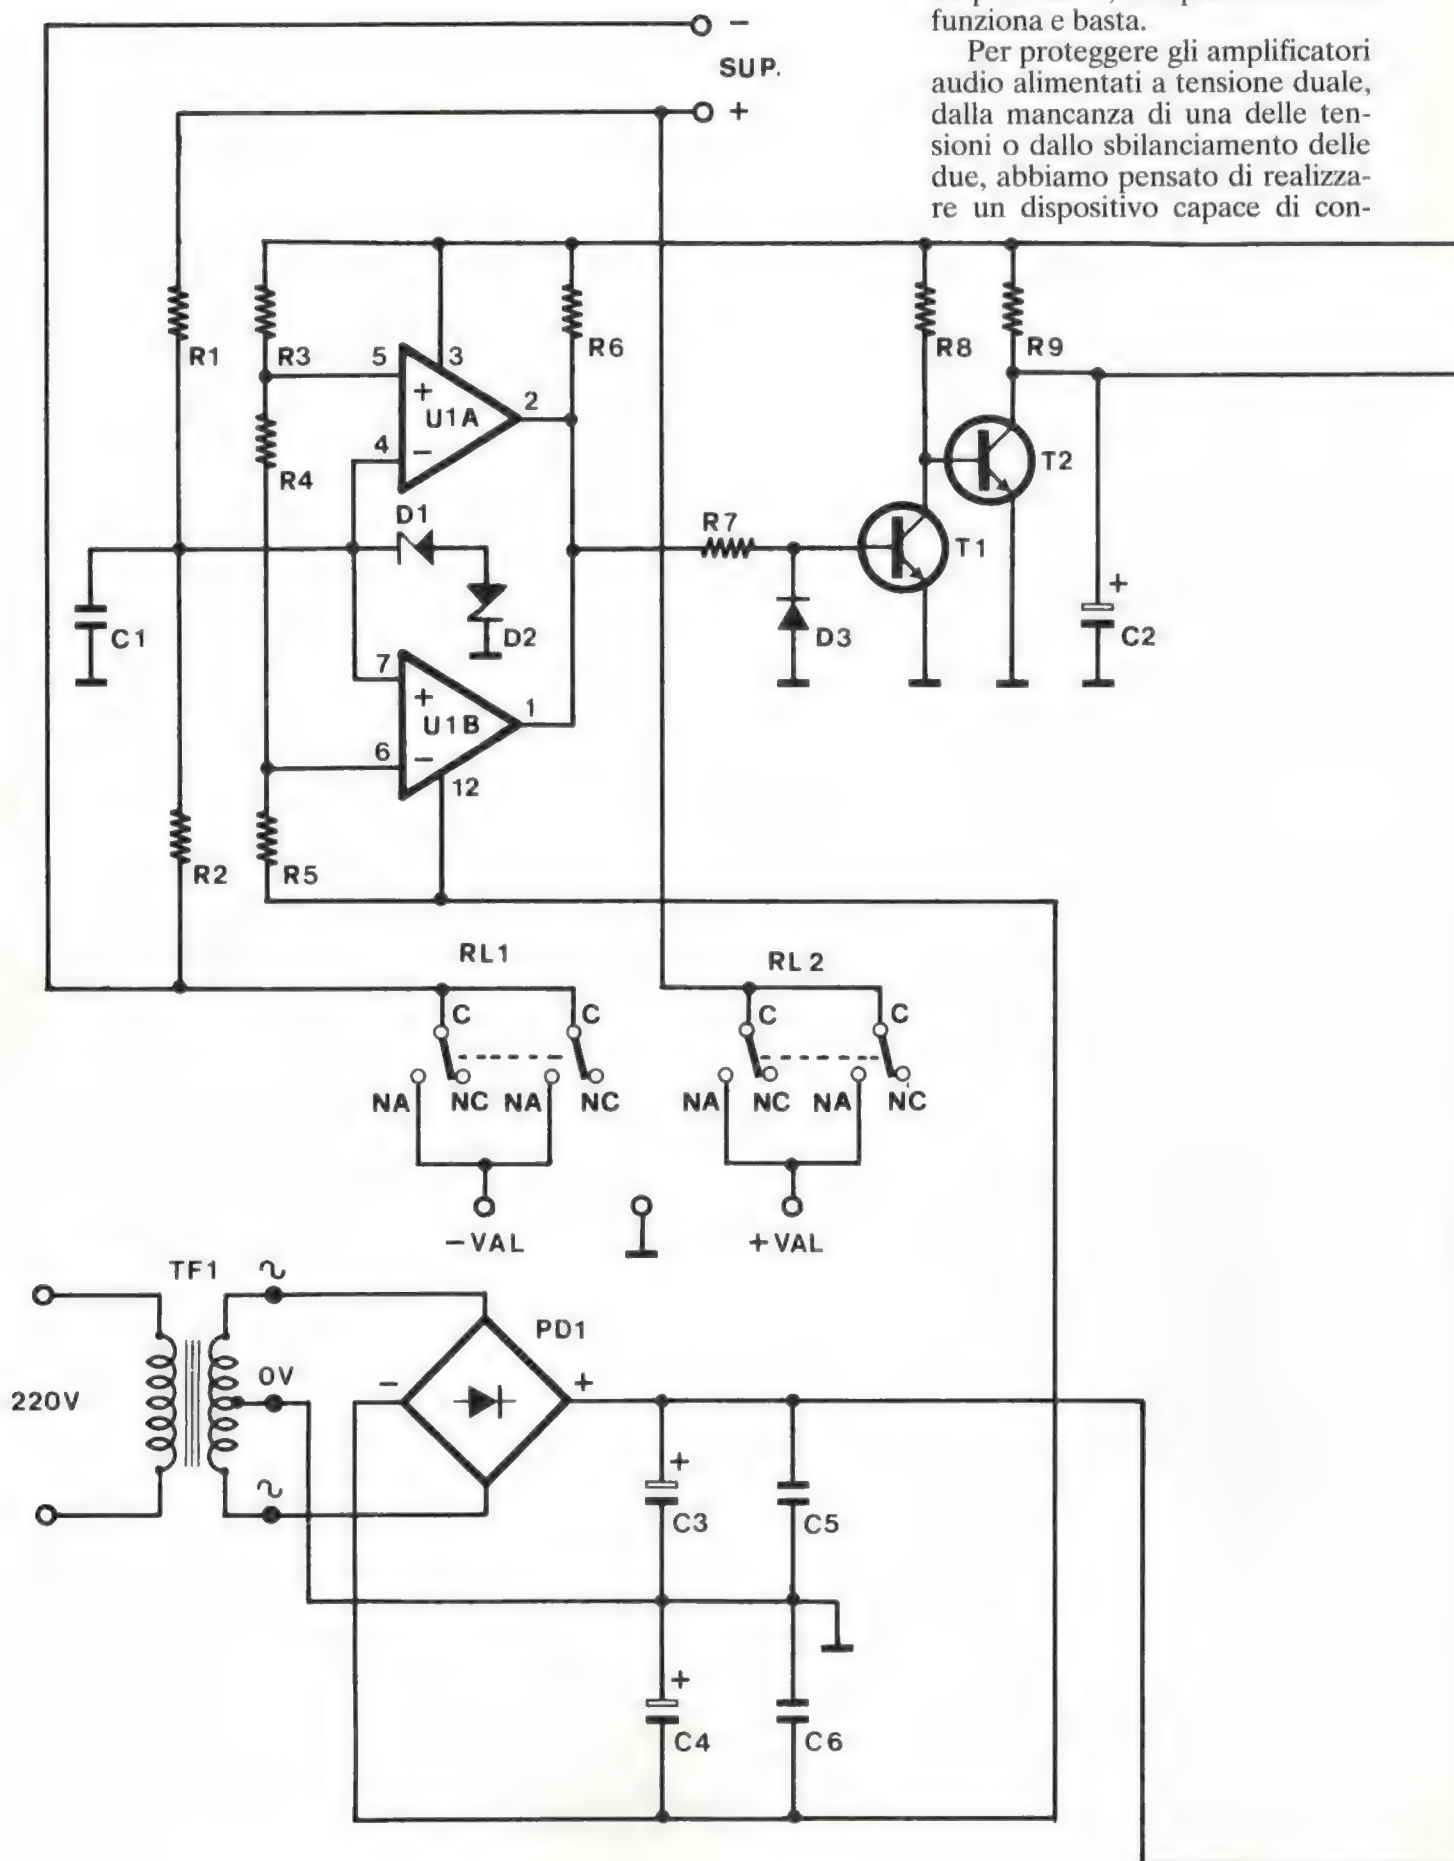 funziona e basta.
Per proteggere gli amplificatori
audio alimentati a tensione duale,
dalla mancanza di una delle ten-
sioni o dallo sbilanciamento delle
due, abbiamo pensato di realizza-
re un dispositivo capace di con-
−
SUP.
+
R1
R3
5
3
R6
R8
R9
+
U1A
2
4
−
R4
T2
D1
R7
T1
C1
D2
D3
+
C2
7
+
U1B
1
6
−
12
R2
R5
RL1
RL2
C
C
C
C
NA
NC
NA
NC
NA
NC
NA
NC
−VAL
+VAL
TF1
∿
PD1
0V
−
+
220V
∿
+
C3
C5
+
C4
C6